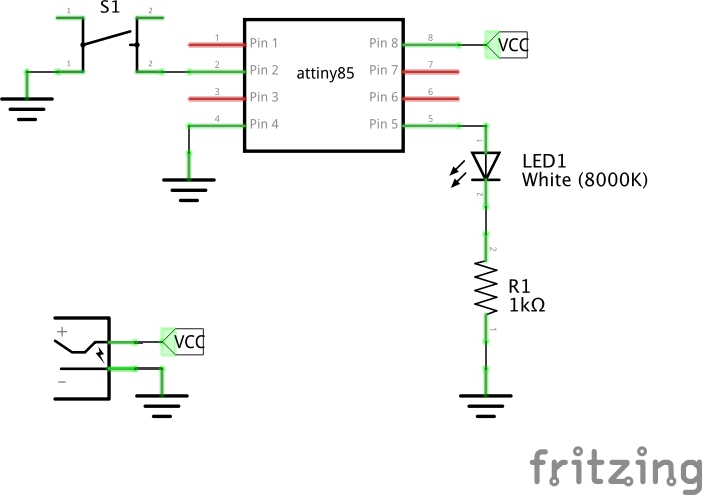 S1
1 2
1 2
attiny85
1 Pin 1
2 Pin 2
3 Pin 3
4 Pin 4
Pin 8 8
Pin 7 7
Pin 6 6
Pin 5 5
VCC
1
LED1
White (8000K)
2
2
R1
1kΩ
1
+
VCC
−
fritzing